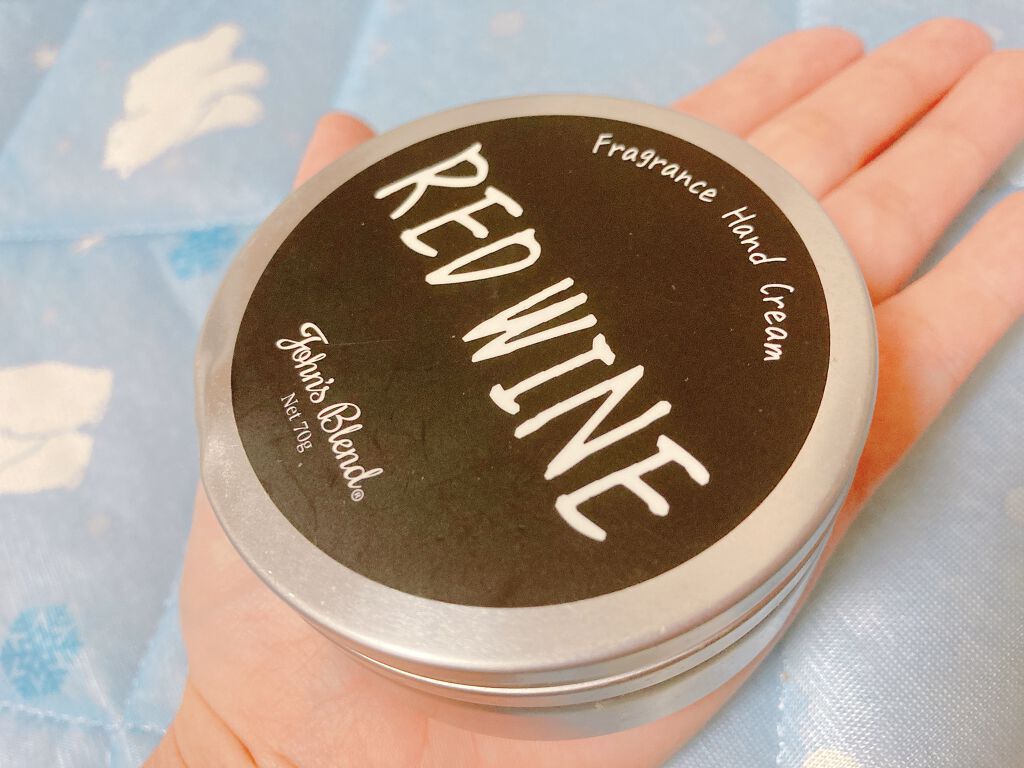 Fragrance Hand Cream
RED WINE
John's Blend®
Net 70g